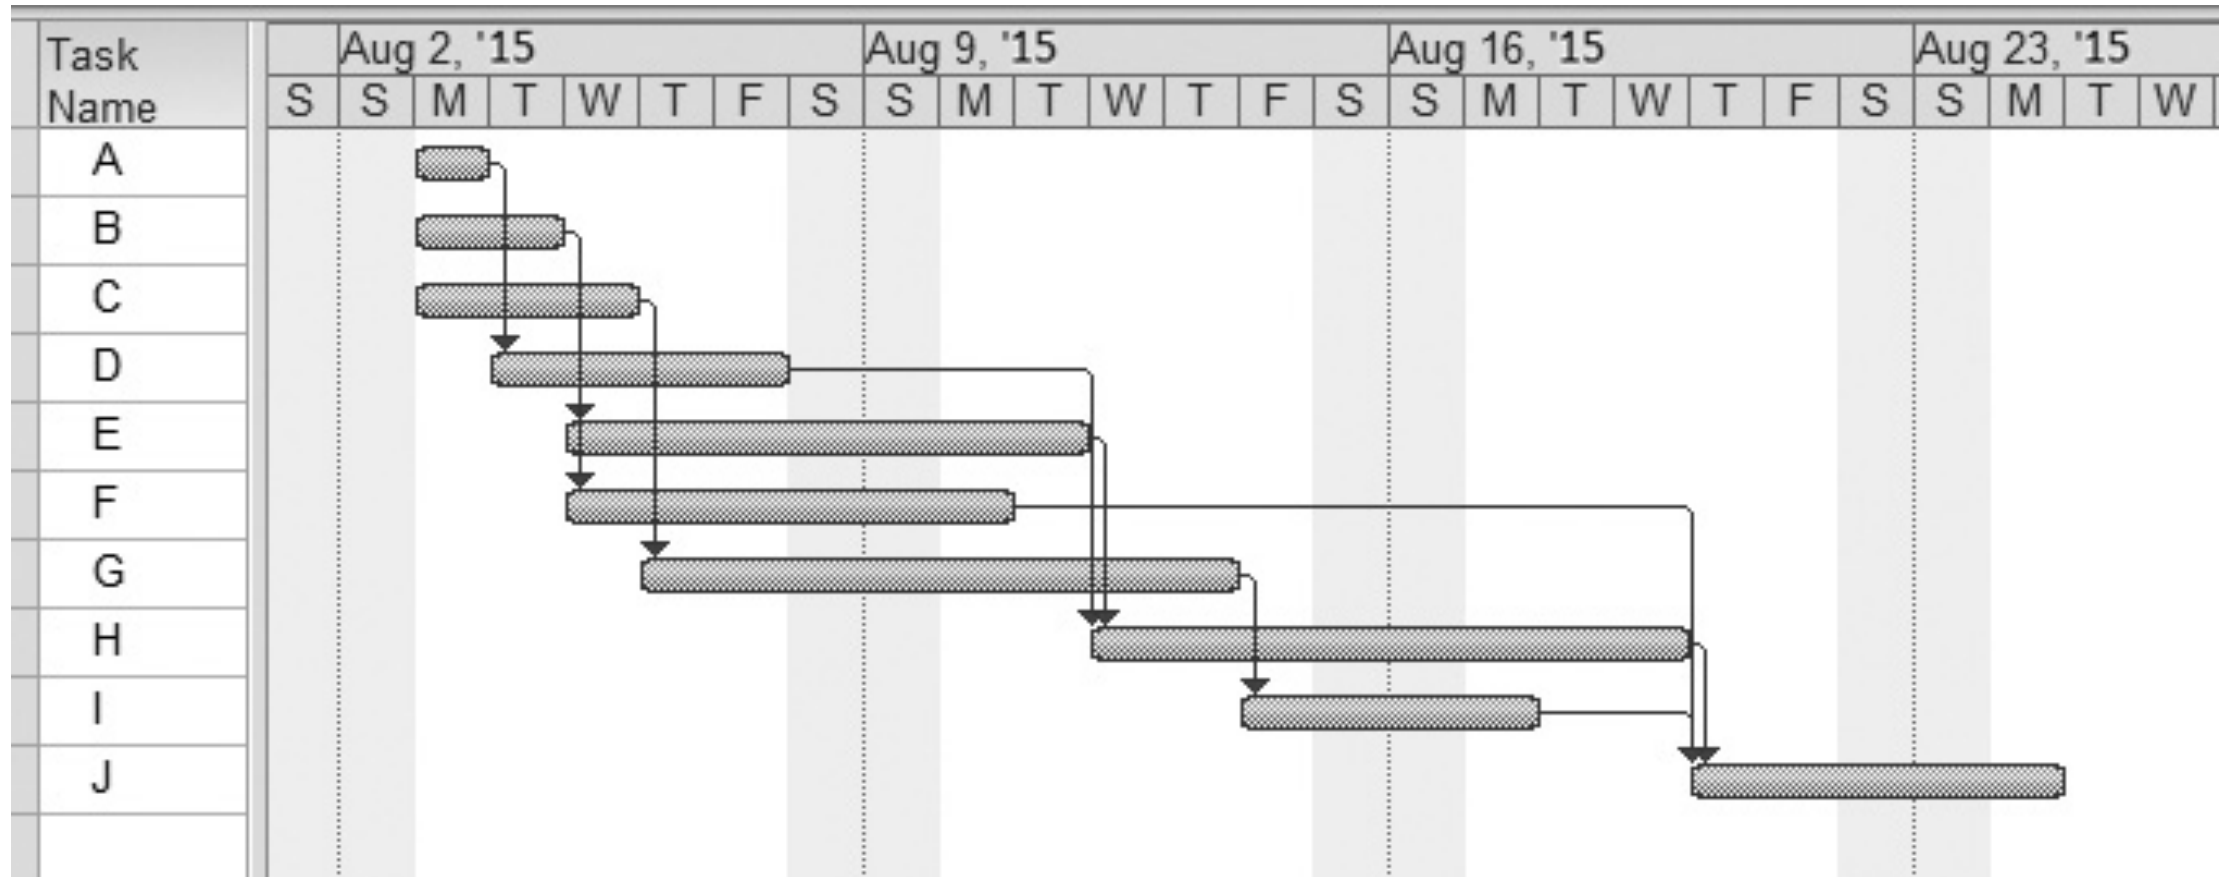 Task Name
Aug 2, '15 Aug 9, '15 Aug 16, '15 Aug 23, '15
S S M T W T F S S M T W T F S S M T W T F S S M T W
A
B
C
D
E
F
G
H
I
J